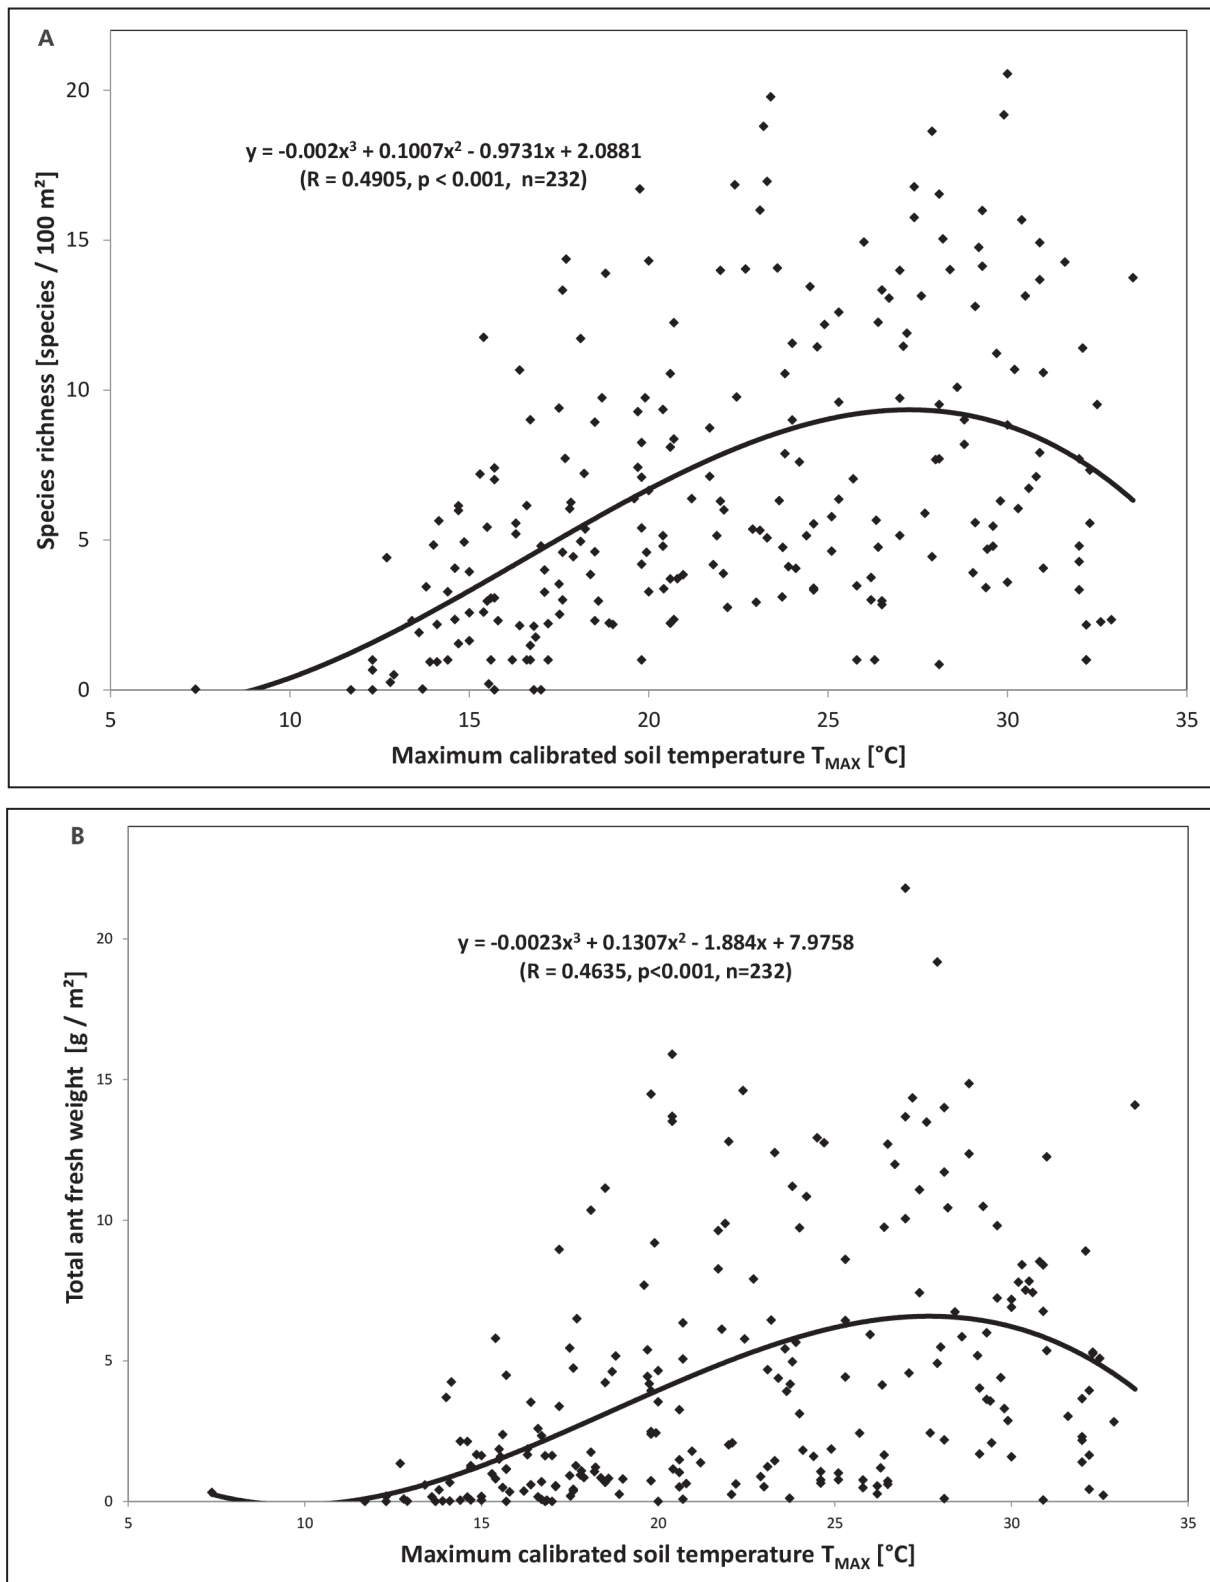 A
20
y = -0.002x³ + 0.1007x² - 0.9731x + 2.0881
(R = 0.4905, p < 0.001, n=232)
15
10
5
0
Species richness [species / 100 m²]
5 10 15 20 25 30 35
Maximum calibrated soil temperature T_MAX [°C]
B
20
y = -0.0023x³ + 0.1307x² - 1.884x + 7.9758
(R = 0.4635, p<0.001, n=232)
15
10
5
0
Total ant fresh weight [g / m²]
5 10 15 20 25 30 35
Maximum calibrated soil temperature T_MAX [°C]